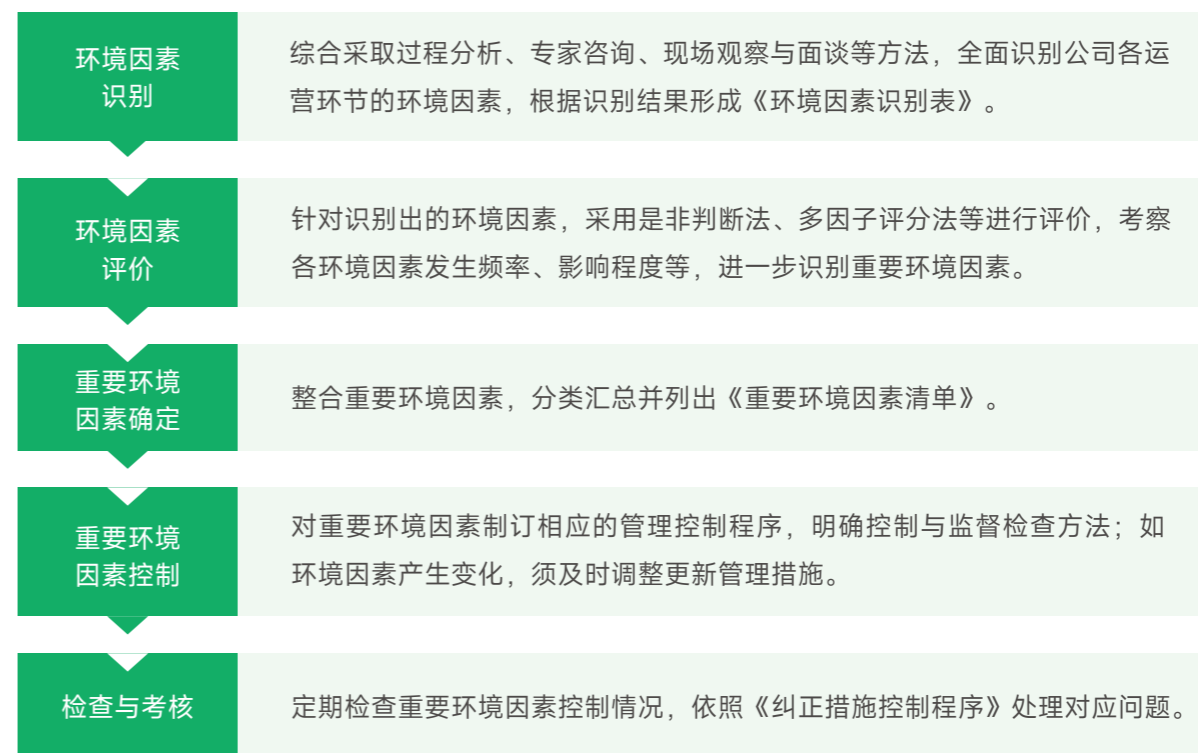 环境因素
识别
综合采取过程分析、专家咨询、现场观察与面谈等方法，全面识别公司各运
营环节的环境因素，根据识别结果形成《环境因素识别表》。
环境因素
评价
针对识别出的环境因素，采用是非判断法、多因子评分法等进行评价，考察
各环境因素发生频率、影响程度等，进一步识别重要环境因素。
重要环境
因素确定
整合重要环境因素，分类汇总并列出《重要环境因素清单》。
重要环境
因素控制
对重要环境因素制订相应的管理控制程序，明确控制与监督检查方法；如
环境因素产生变化，须及时调整更新管理措施。
检查与考核
定期检查重要环境因素控制情况，依照《纠正措施控制程序》处理对应问题。